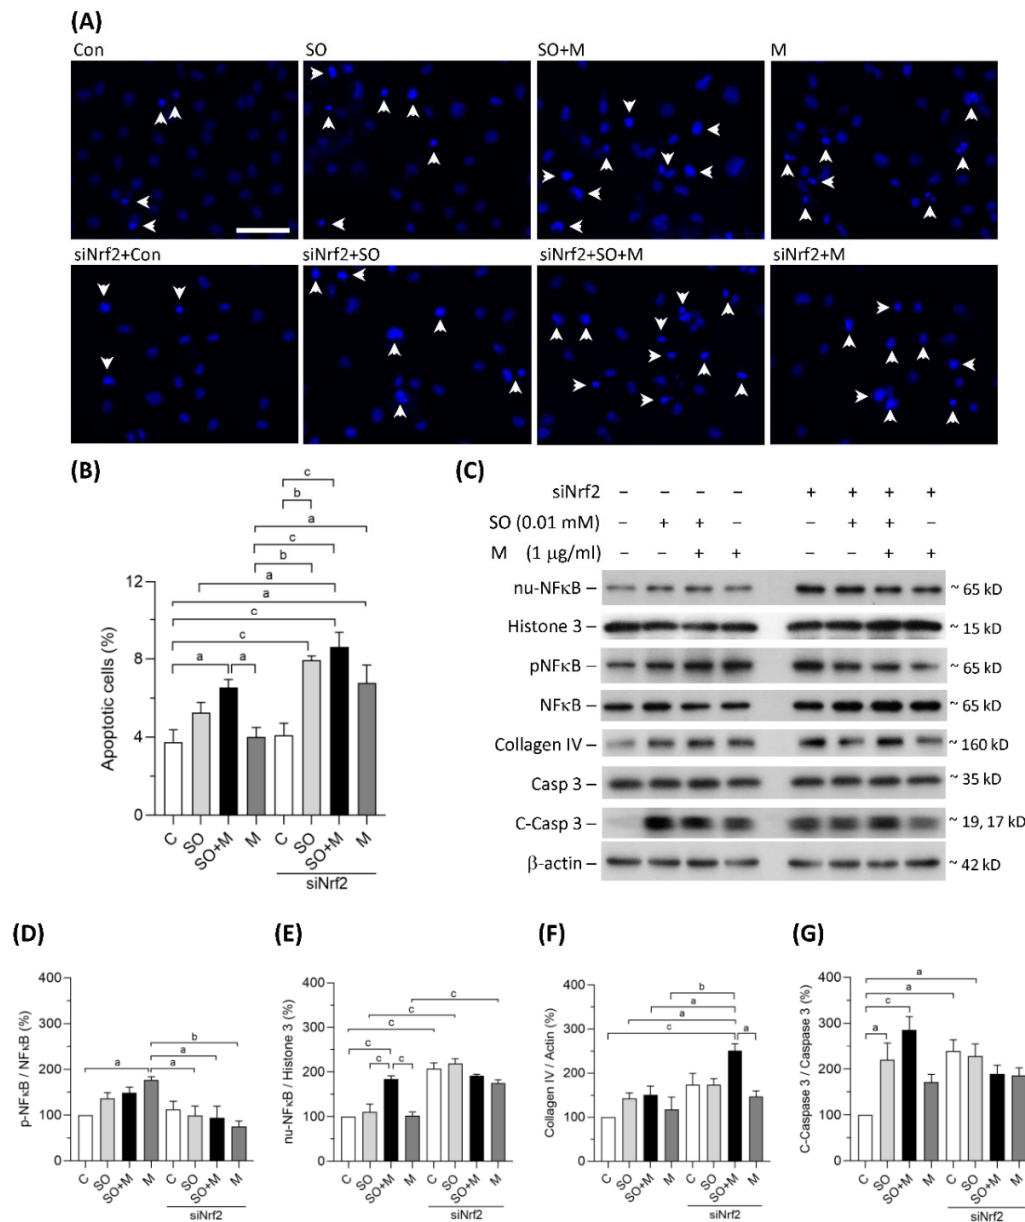 (A)
Con SO SO+M M
siNrf2+Con siNrf2+SO siNrf2+SO+M siNrf2+M
(B)
c
b
a
c
b
a
a
c
c
a a
Apoptotic cells (%)
12
8
4
0
C SO SO+M M C SO SO+M M
siNrf2
(C)
siNrf2 – – – – + + + +
SO (0.01 mM) – + + – – + + –
M (1 μg/ml) – – + + – – + +
nu-NFκB – ~ 65 kD
Histone 3 – ~ 15 kD
pNFκB – ~ 65 kD
NFκB – ~ 65 kD
Collagen IV – ~ 160 kD
Casp 3 – ~ 35 kD
C-Casp 3 – ~ 19, 17 kD
β-actin – ~ 42 kD
(D)
p-NFκB / NFκB (%)
400
300
200
100
0
b
a a
a
C SO SO+M M C SO SO+M M
siNrf2
(E)
nu-NFκB / Histone 3 (%)
400
300
200
100
0
c
c
c
c
c c
C SO SO+M M C SO SO+M M
siNrf2
(F)
Collagen IV / Actin (%)
400
300
200
100
0
b
a
a
c a
C SO SO+M M C SO SO+M M
siNrf2
(G)
C-Caspase 3 / Caspase 3 (%)
400
300
200
100
0
a
a
c
a
C SO SO+M M C SO SO+M M
siNrf2